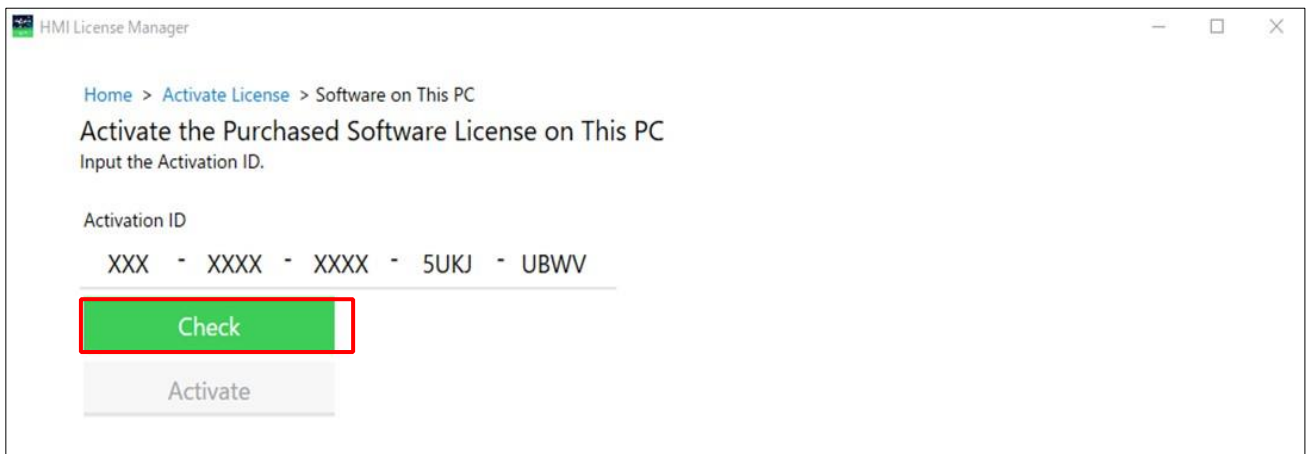 HMI License Manager
Home > Activate License > Software on This PC
Activate the Purchased Software License on This PC
Input the Activation ID.
Activation ID
XXX - XXXX - XXXX - 5UKJ - UBWV
Check
Activate